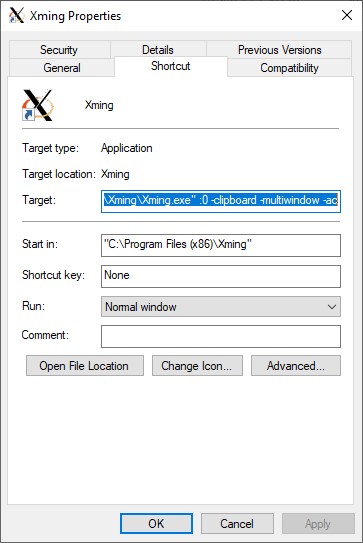 Xming Properties
Security Details Previous Versions
General Shortcut Compatibility
Xming
Target type: Application
Target location: Xming
Target: \Xming\Xming.exe" :0 -clipboard -multiwindow -ac
Start in: "C:\Program Files (x86)\Xming"
Shortcut key: None
Run: Normal window
Comment:
Open File Location Change Icon... Advanced...
OK Cancel Apply